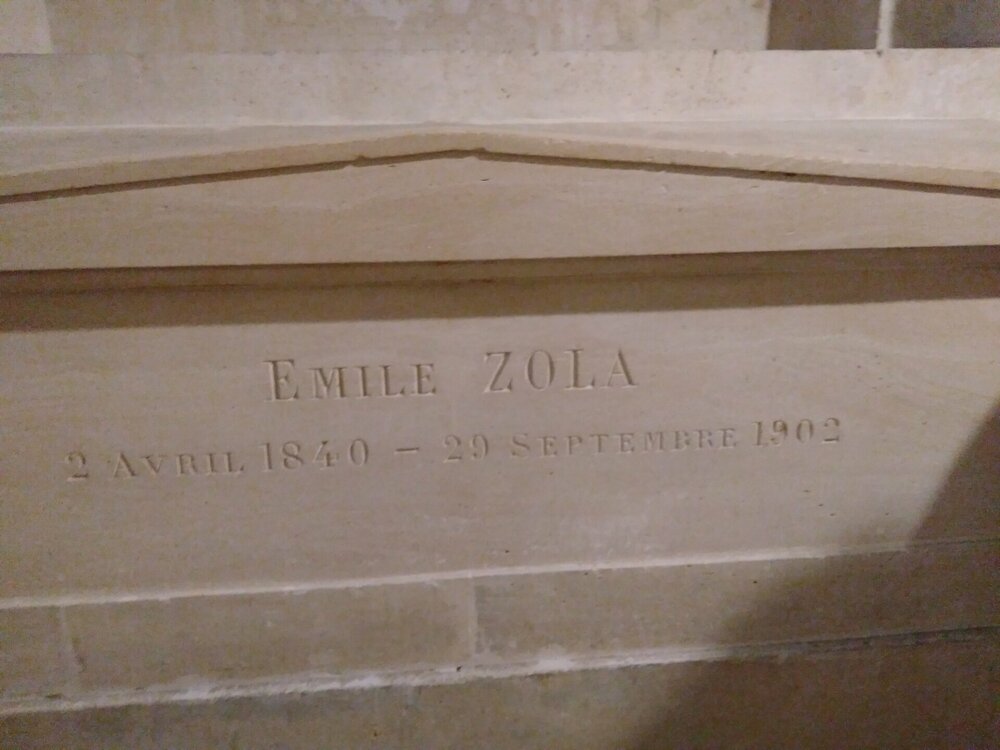 EMILE ZOLA
2 AVRIL 1840 – 29 SEPTEMBRE 1902